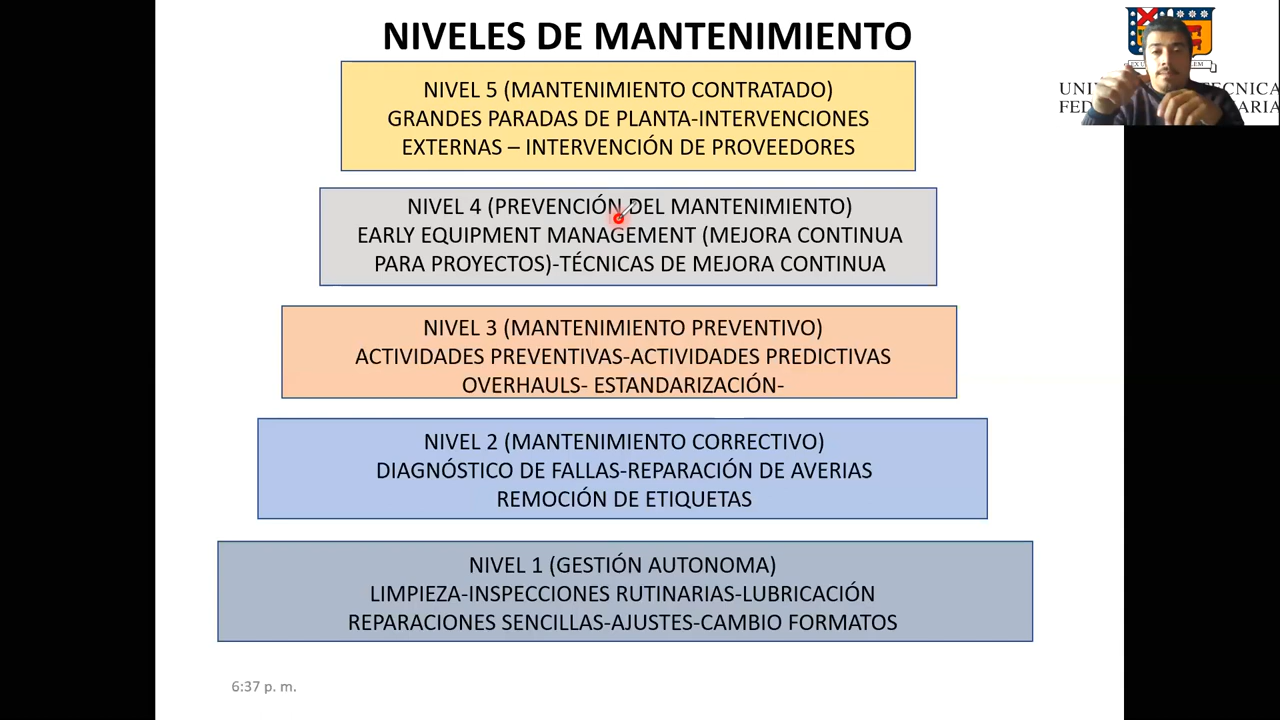 NIVELES DE MANTENIMIENTO
NIVEL 5 (MANTENIMIENTO CONTRATADO)
GRANDES PARADAS DE PLANTA-INTERVENCIONES
EXTERNAS – INTERVENCIÓN DE PROVEEDORES
NIVEL 4 (PREVENCIÓN DEL MANTENIMIENTO)
EARLY EQUIPMENT MANAGEMENT (MEJORA CONTINUA
PARA PROYECTOS)-TÉCNICAS DE MEJORA CONTINUA
NIVEL 3 (MANTENIMIENTO PREVENTIVO)
ACTIVIDADES PREVENTIVAS-ACTIVIDADES PREDICTIVAS
OVERHAULS- ESTANDARIZACIÓN-
NIVEL 2 (MANTENIMIENTO CORRECTIVO)
DIAGNÓSTICO DE FALLAS-REPARACIÓN DE AVERIAS
REMOCIÓN DE ETIQUETAS
NIVEL 1 (GESTIÓN AUTONOMA)
LIMPIEZA-INSPECCIONES RUTINARIAS-LUBRICACIÓN
REPARACIONES SENCILLAS-AJUSTES-CAMBIO FORMATOS
6:37 p. m.